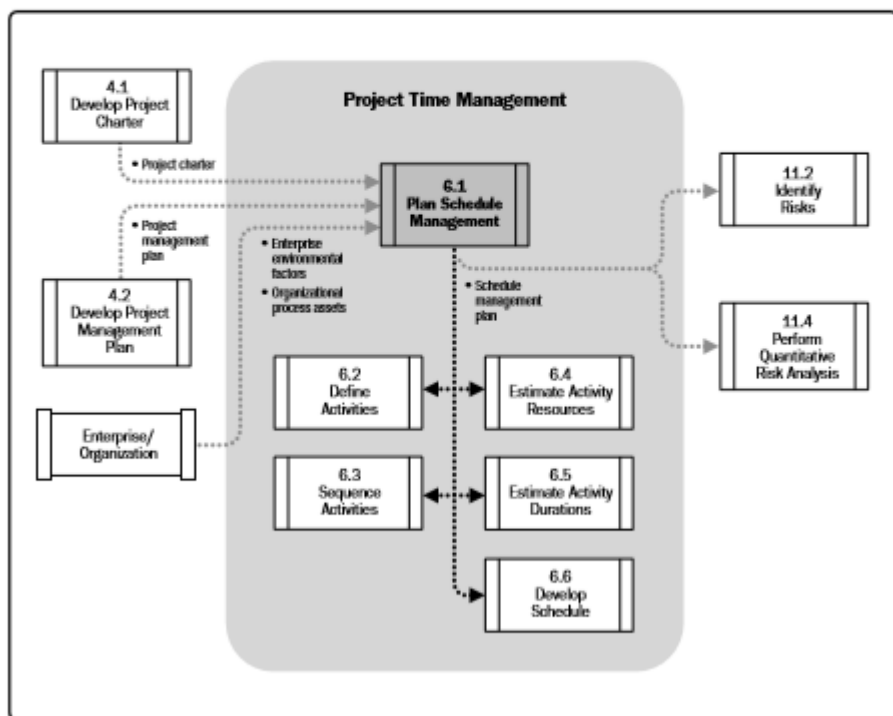 Project Time Management
4.1
Develop Project
Charter
• Project charter
6.1
Plan Schedule
Management
11.2
Identify
Risks
• Project
management
plan
• Enterprise
environmental
factors
• Organizational
process assets
• Schedule
management
plan
4.2
Develop Project
Management
Plan
11.4
Perform
Quantitative
Risk Analysis
6.2
Define
Activities
6.4
Estimate Activity
Resources
Enterprise/
Organization
6.3
Sequence
Activities
6.5
Estimate Activity
Durations
6.6
Develop
Schedule